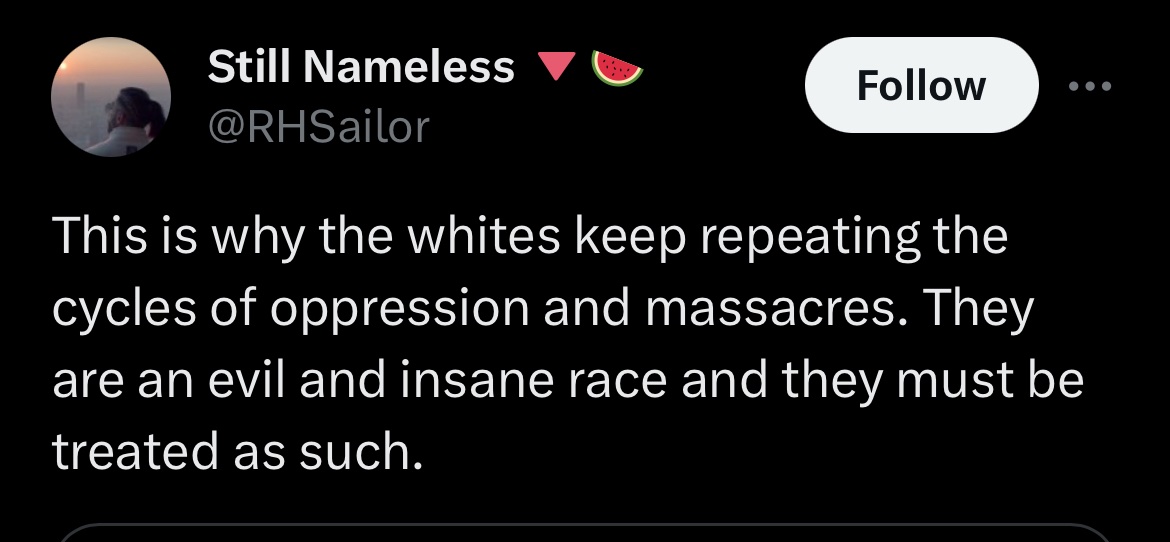 Still Nameless 🔻🍉
@RHSailor
Follow
This is why the whites keep repeating the
cycles of oppression and massacres. They
are an evil and insane race and they must be
treated as such.